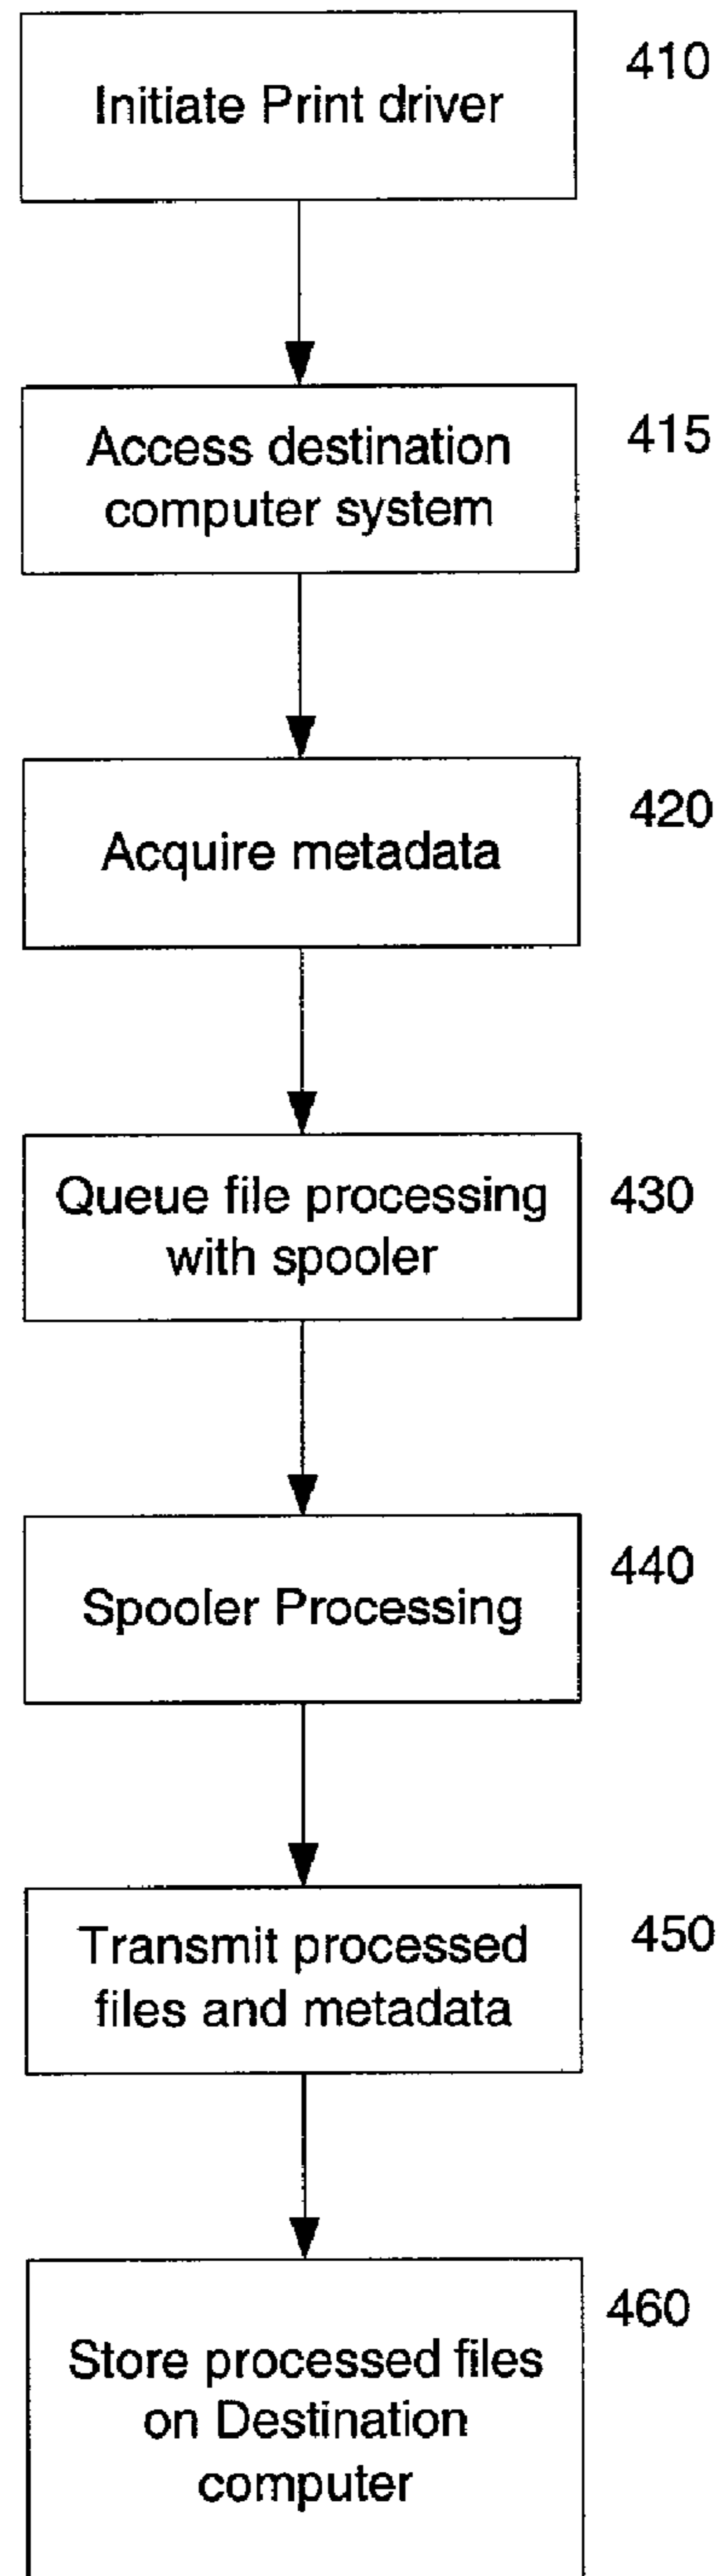 410
Initiate Print driver
415
Access destination
computer system
420
Acquire metadata
Queue file processing
with spooler
430
440
Spooler Processing
450
Transmit processed
files and metadata
460
Store processed files
on Destination
computer